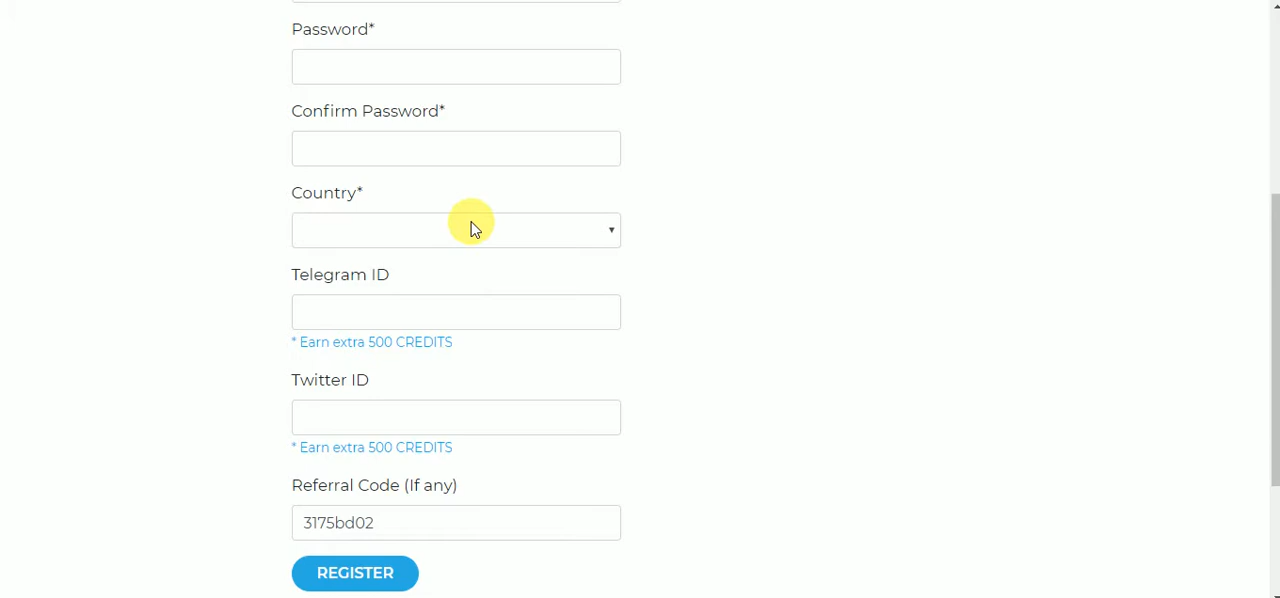 Password*
Confirm Password*
Country*
Telegram ID
* Earn extra 500 CREDITS
Twitter ID
* Earn extra 500 CREDITS
Referral Code (If any)
3175bd02
REGISTER